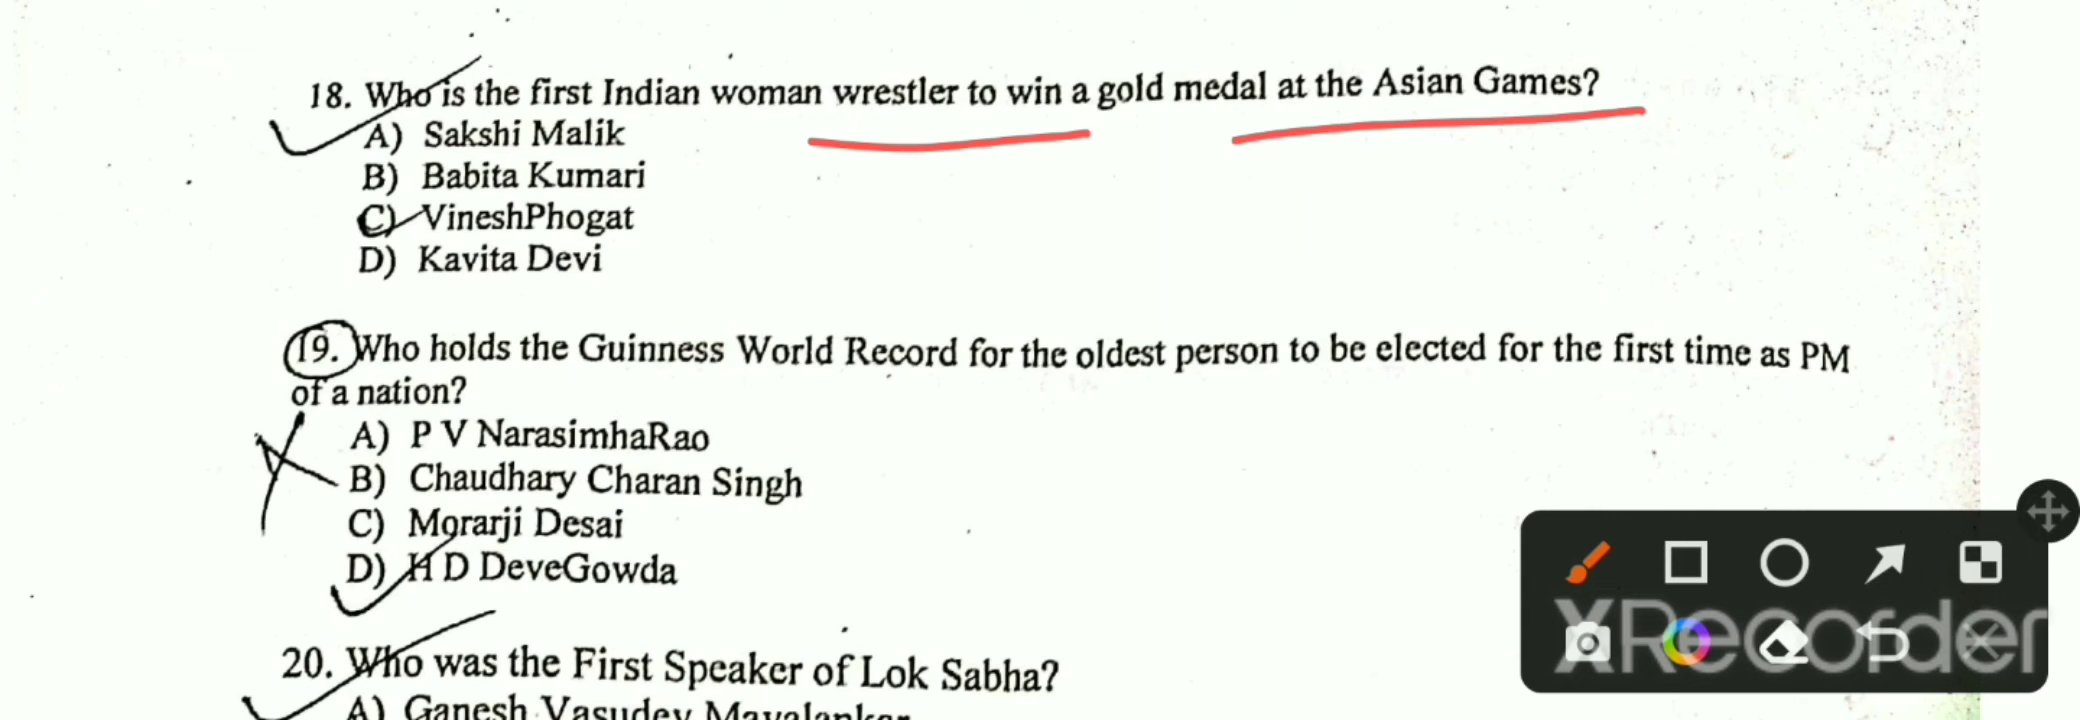 18. Who is the first Indian woman wrestler to win a gold medal at the Asian Games?
A) Sakshi Malik
B) Babita Kumari
C) VineshPhogat
D) Kavita Devi
19. Who holds the Guinness World Record for the oldest person to be elected for the first time as PM
of a nation?
A) P V NarasimhaRao
B) Chaudhary Charan Singh
C) Morarji Desai
D) H D DeveGowda
20. Who was the First Speaker of Lok Sabha?
A) Ganesh Vasudev Mavalankar
XRecorder